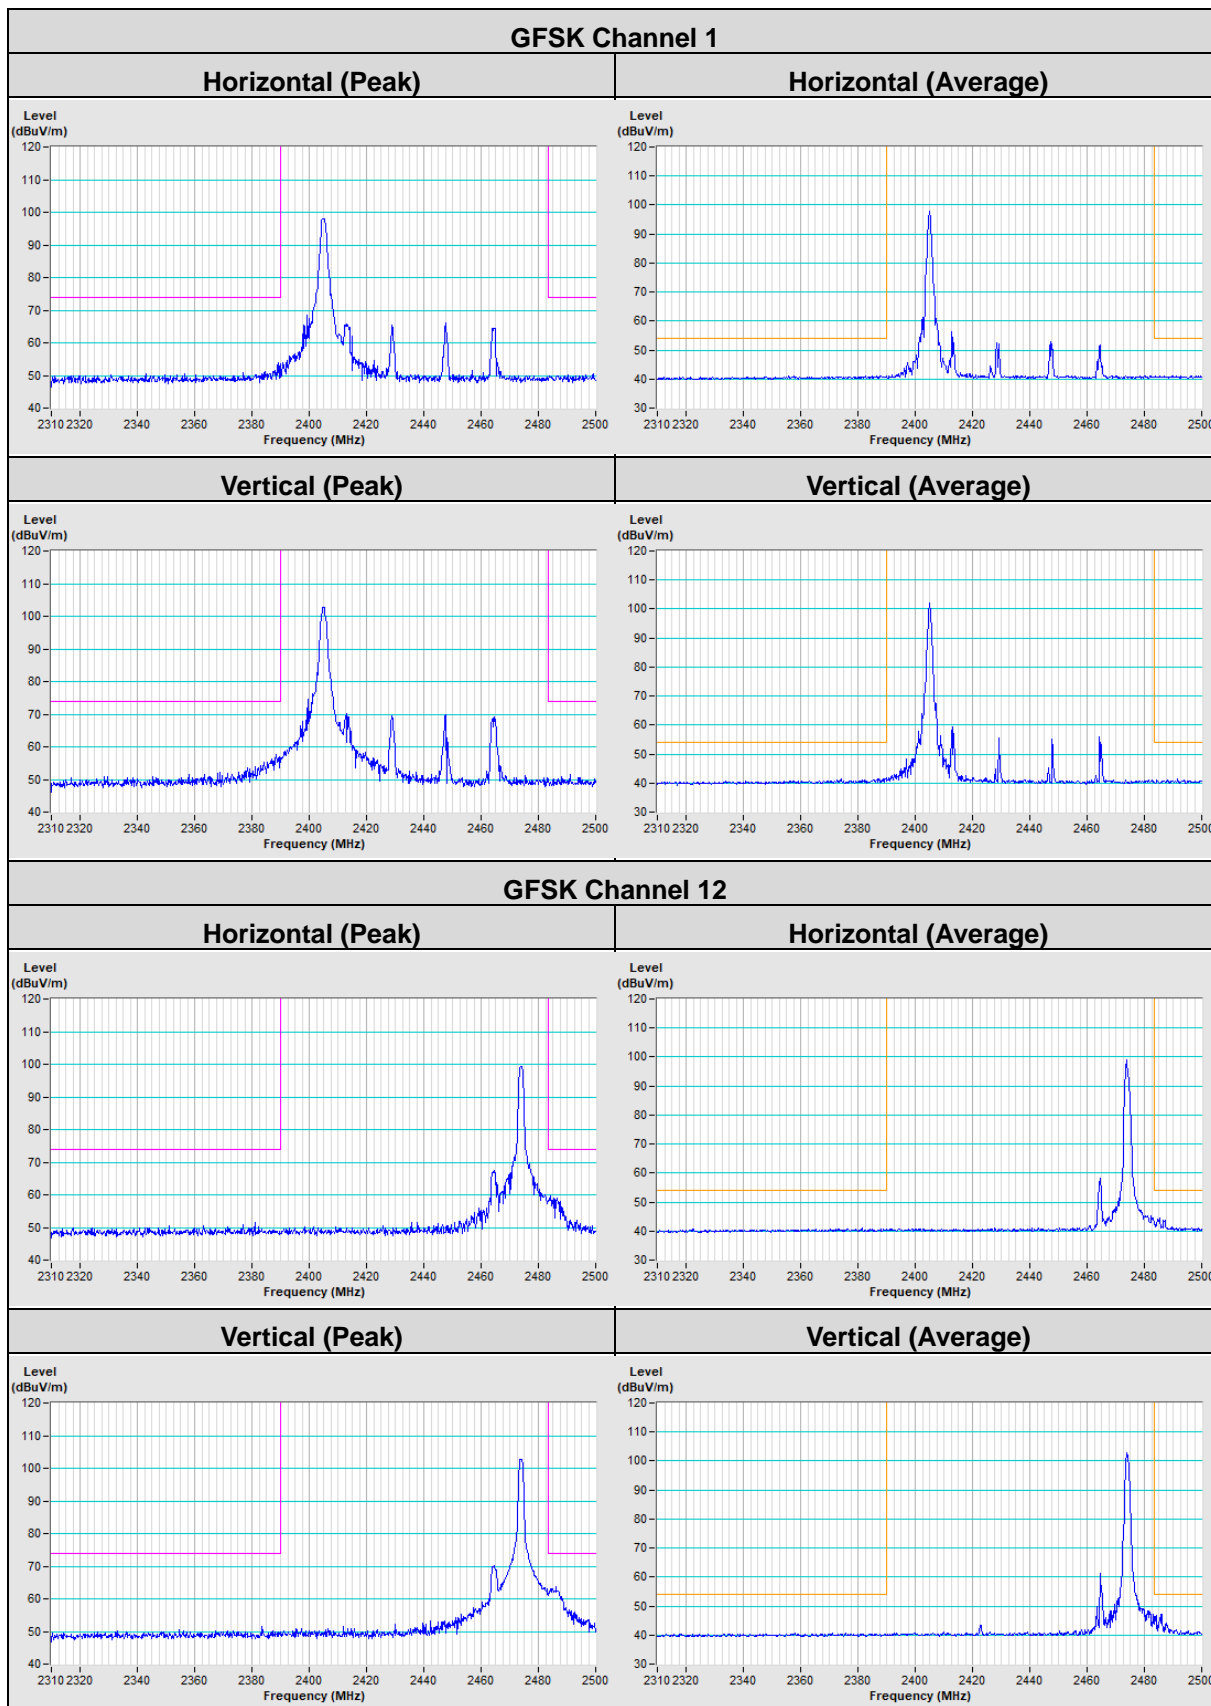 GFSK Channel 1
Horizontal (Peak) Horizontal (Average)
Level Level
(dBuV/m) (dBuV/m)
120 120
110 110
100 100
90 90
80 80
70 70
60 60
50 50
40 40
30
2310 2320 2340 2360 2380 2400 2420 2440 2460 2480 2500 2310 2320 2340 2360 2380 2400 2420 2440 2460 2480 2500
Frequency (MHz) Frequency (MHz)
Vertical (Peak) Vertical (Average)
Level Level
(dBuV/m) (dBuV/m)
120 120
110 110
100 100
90 90
80 80
70 70
60 60
50 50
40 40
30
2310 2320 2340 2360 2380 2400 2420 2440 2460 2480 2500 2310 2320 2340 2360 2380 2400 2420 2440 2460 2480 2500
Frequency (MHz) Frequency (MHz)
GFSK Channel 12
Horizontal (Peak) Horizontal (Average)
Level Level
(dBuV/m) (dBuV/m)
120 120
110 110
100 100
90 90
80 80
70 70
60 60
50 50
40 40
30
2310 2320 2340 2360 2380 2400 2420 2440 2460 2480 2500 2310 2320 2340 2360 2380 2400 2420 2440 2460 2480 2500
Frequency (MHz) Frequency (MHz)
Vertical (Peak) Vertical (Average)
Level Level
(dBuV/m) (dBuV/m)
120 120
110 110
100 100
90 90
80 80
70 70
60 60
50 50
40 40
30
2310 2320 2340 2360 2380 2400 2420 2440 2460 2480 2500 2310 2320 2340 2360 2380 2400 2420 2440 2460 2480 2500
Frequency (MHz) Frequency (MHz)